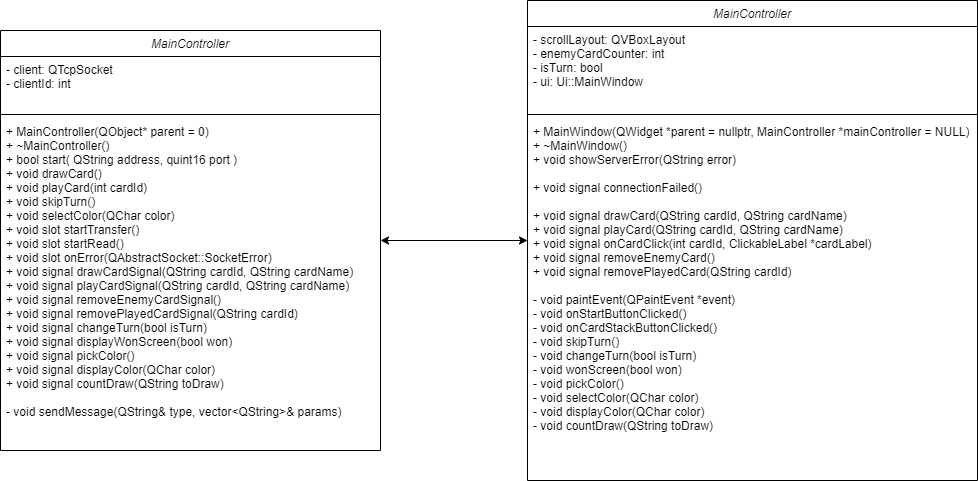 MainController
- client: QTcpSocket
- clientId: int
+ MainController(QObject* parent = 0)
+ ~MainController()
+ bool start( QString address, quint16 port )
+ void drawCard()
+ void playCard(int cardId)
+ void skipTurn()
+ void selectColor(QChar color)
+ void slot startTransfer()
+ void slot startRead()
+ void slot onError(QAbstractSocket::SocketError)
+ void signal drawCardSignal(QString cardId, QString cardName)
+ void signal playCardSignal(QString cardId, QString cardName)
+ void signal removeEnemyCardSignal()
+ void signal removePlayedCardSignal(QString cardId)
+ void signal changeTurn(bool isTurn)
+ void signal displayWonScreen(bool won)
+ void signal pickColor()
+ void signal displayColor(QChar color)
+ void signal countDraw(QString toDraw)
- void sendMessage(QString& type, vector<QString>& params)
MainController
- scrollLayout: QVBoxLayout
- enemyCardCounter: int
- isTurn: bool
- ui: Ui::MainWindow
+ MainWindow(QWidget *parent = nullptr, MainController *mainController = NULL)
+ ~MainWindow()
+ void showServerError(QString error)
+ void signal connectionFailed()
+ void signal drawCard(QString cardId, QString cardName)
+ void signal playCard(QString cardId, QString cardName)
+ void signal onCardClick(int cardId, ClickableLabel *cardLabel)
+ void signal removeEnemyCard()
+ void signal removePlayedCard(QString cardId)
- void paintEvent(QPaintEvent *event)
- void onStartButtonClicked()
- void onCardStackButtonClicked()
- void skipTurn()
- void changeTurn(bool isTurn)
- void wonScreen(bool won)
- void pickColor()
- void selectColor(QChar color)
- void displayColor(QChar color)
- void countDraw(QString toDraw)